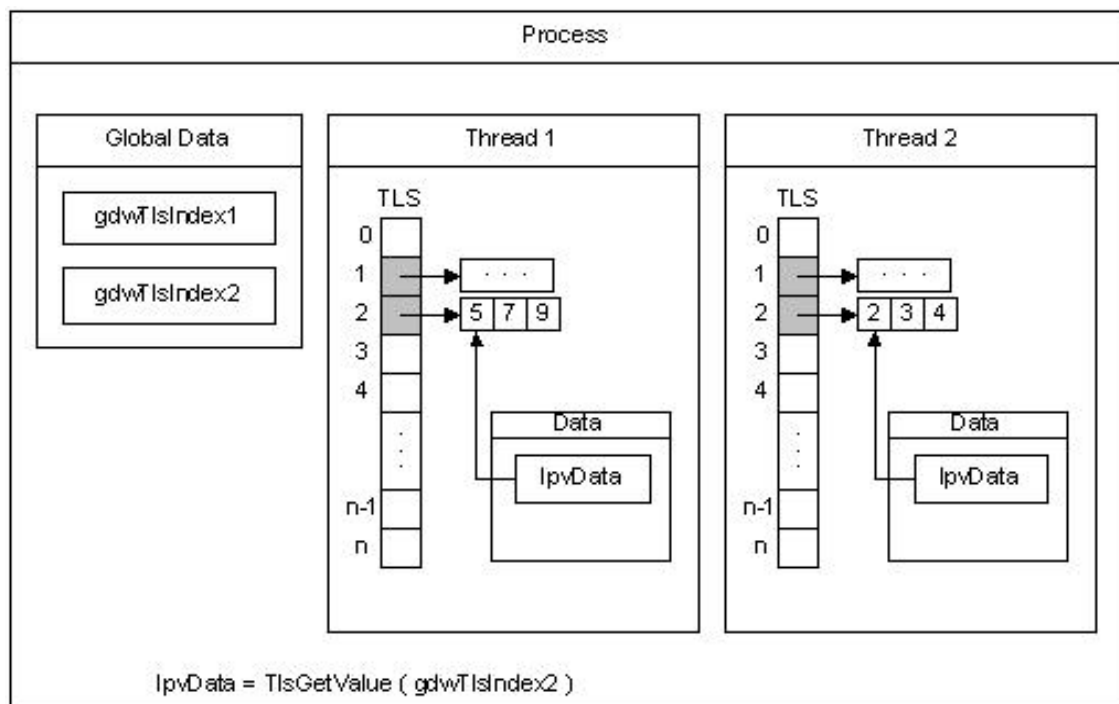 Process
Global Data
gdwTlsIndex1
gdwTlsIndex2
Thread 1
TLS
0
1
. . .
2
5 7 9
3
4
Data
lpvData
n-1
n
Thread 2
TLS
0
1
. . .
2
2 3 4
3
4
Data
lpvData
n-1
n
lpvData = TlsGetValue ( gdwTlsIndex2 )